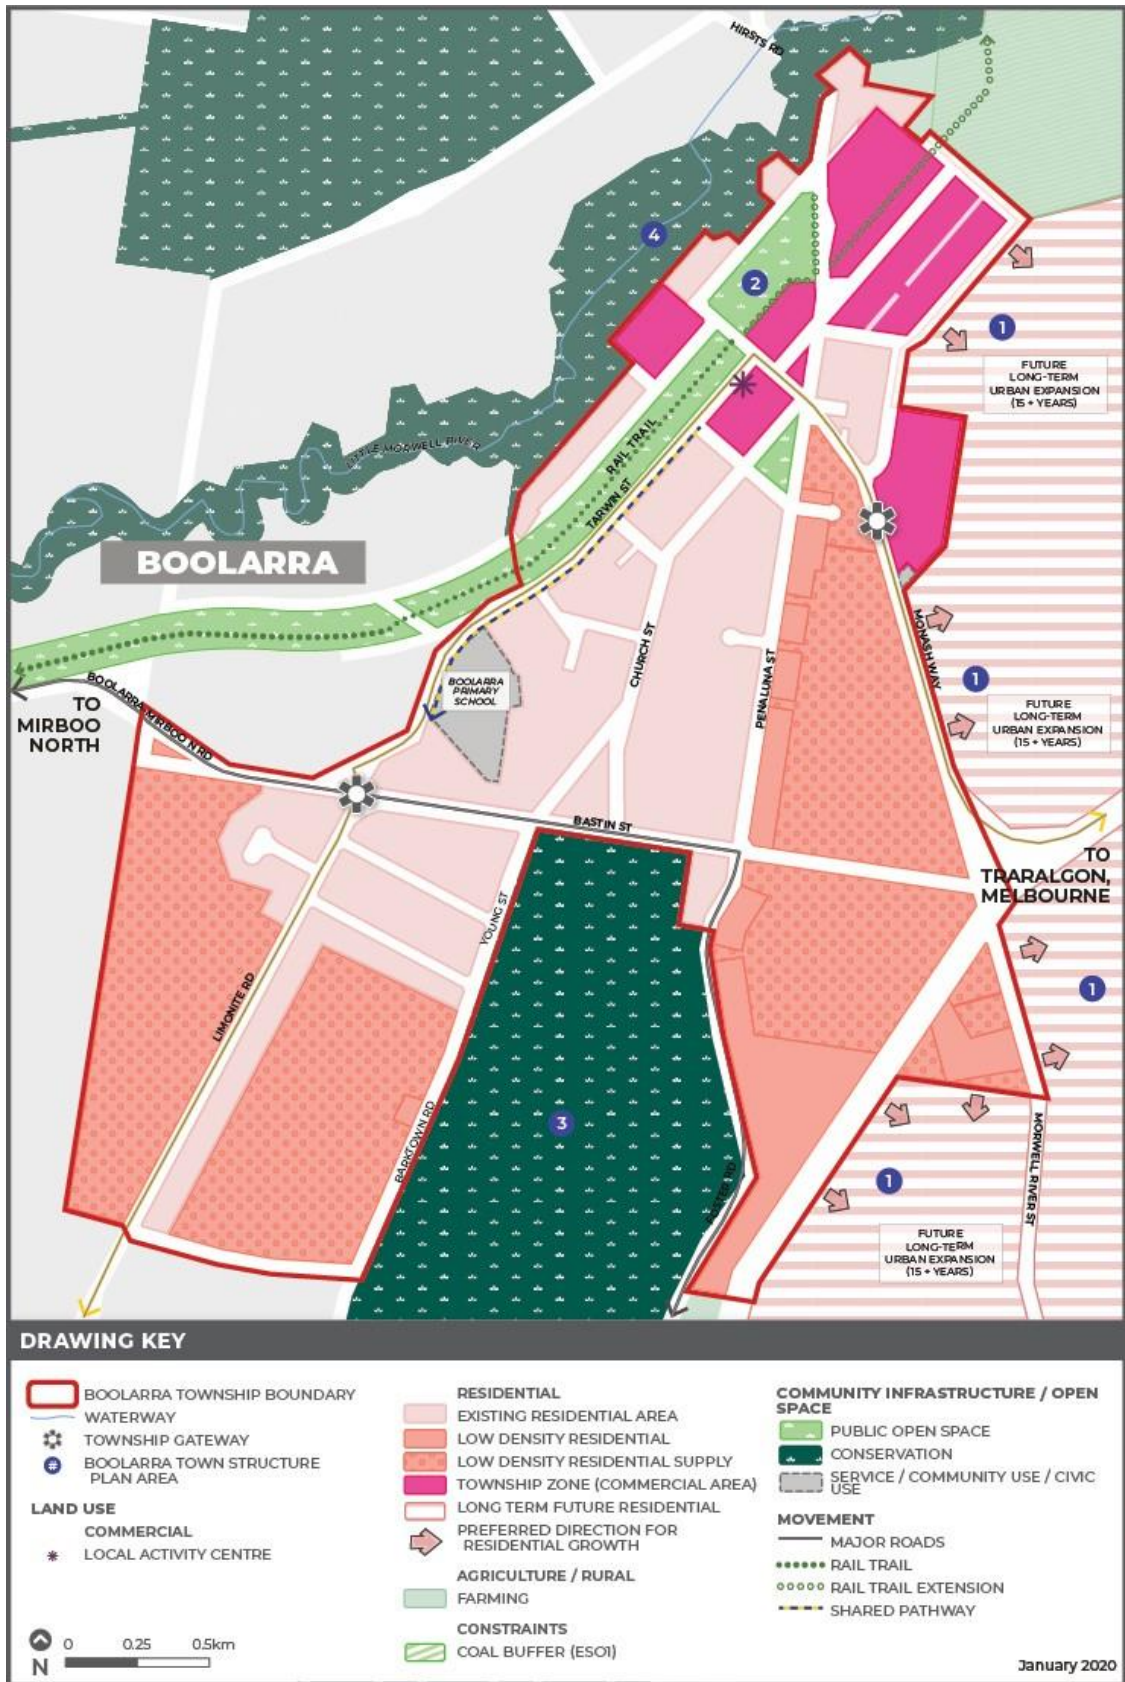 HIRSTS RD
4
2
1
FUTURE
LONG-TERM
URBAN EXPANSION
(15 + YEARS)
LITTLE MORWELL RIVER
RAIL TRAIL
TARWIN ST
BOOLARRA
BOOLARRA
PRIMARY
SCHOOL
CHURCH ST
PENALUNA ST
MONASH WAY
1
FUTURE
LONG-TERM
URBAN EXPANSION
(15 + YEARS)
TO
MIRBOO
NORTH
BOOLARRA MIRBOO N RD
BASTIN ST
TO
TRARALGON,
MELBOURNE
YOUNG ST
LIMONITE RD
1
3
BARKTOWN RD
FOSTER RD
MORWELL RIVER ST
1
FUTURE
LONG-TERM
URBAN EXPANSION
(15 + YEARS)
DRAWING KEY
BOOLARRA TOWNSHIP BOUNDARY
WATERWAY
TOWNSHIP GATEWAY
# BOOLARRA TOWN STRUCTURE
PLAN AREA
LAND USE
COMMERCIAL
LOCAL ACTIVITY CENTRE
0 0.25 0.5km
N
RESIDENTIAL
EXISTING RESIDENTIAL AREA
LOW DENSITY RESIDENTIAL
LOW DENSITY RESIDENTIAL SUPPLY
TOWNSHIP ZONE (COMMERCIAL AREA)
LONG TERM FUTURE RESIDENTIAL
PREFERRED DIRECTION FOR
RESIDENTIAL GROWTH
AGRICULTURE / RURAL
FARMING
CONSTRAINTS
COAL BUFFER (ESO1)
COMMUNITY INFRASTRUCTURE / OPEN
SPACE
PUBLIC OPEN SPACE
CONSERVATION
SERVICE / COMMUNITY USE / CIVIC
USE
MOVEMENT
MAJOR ROADS
RAIL TRAIL
RAIL TRAIL EXTENSION
SHARED PATHWAY
January 2020